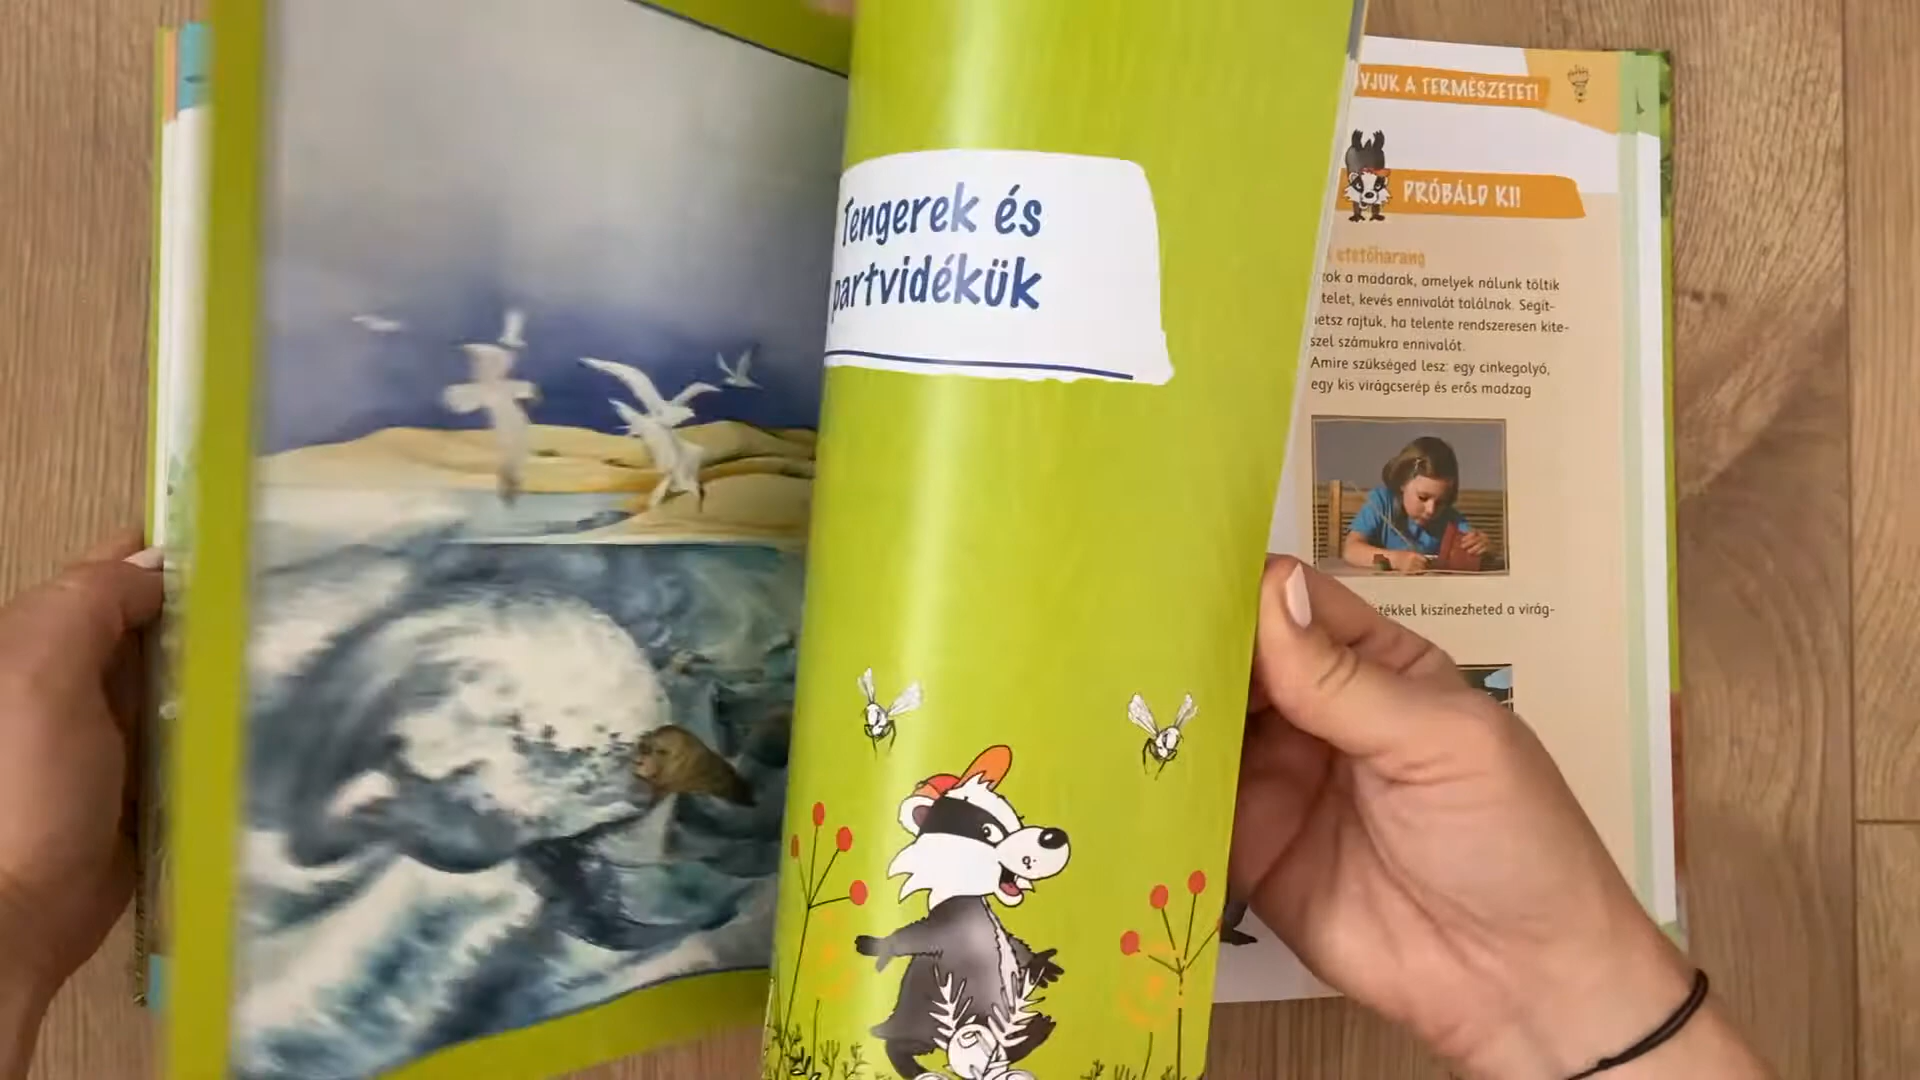 Tengerek és
partvidékük
VJUK A TERMÉSZETET!
PRÓBÁLD KI!
etetőharang
tok a madarak, amelyek nálunk töltik
telet, kevés ennivalót találnak. Segít-
etsz rajtuk, ha telente rendszeresen kite-
szel számukra ennivalót.
Amire szükséged lesz: egy cinkegolyó,
egy kis virágcserép és erős madzag
tékkel kiszínezheted a virág-